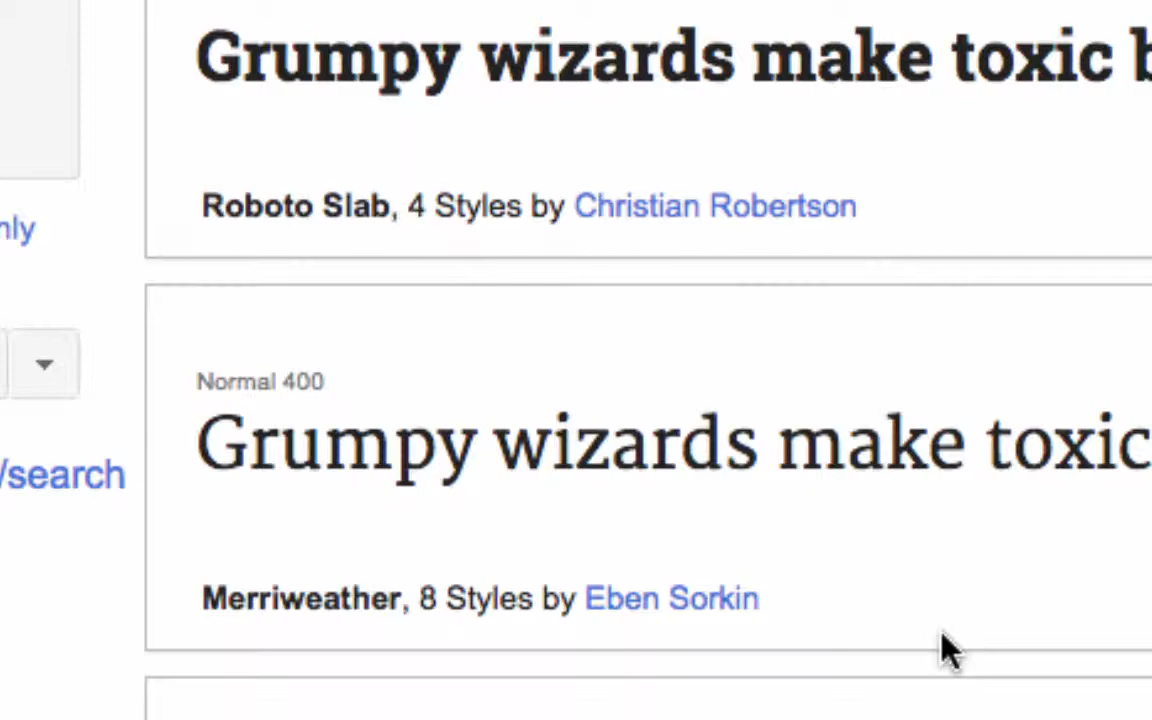 Grumpy wizards make toxic
Roboto Slab, 4 Styles by Christian Robertson
nly
Normal 400
Grumpy wizards make toxic
/search
Merriweather, 8 Styles by Eben Sorkin